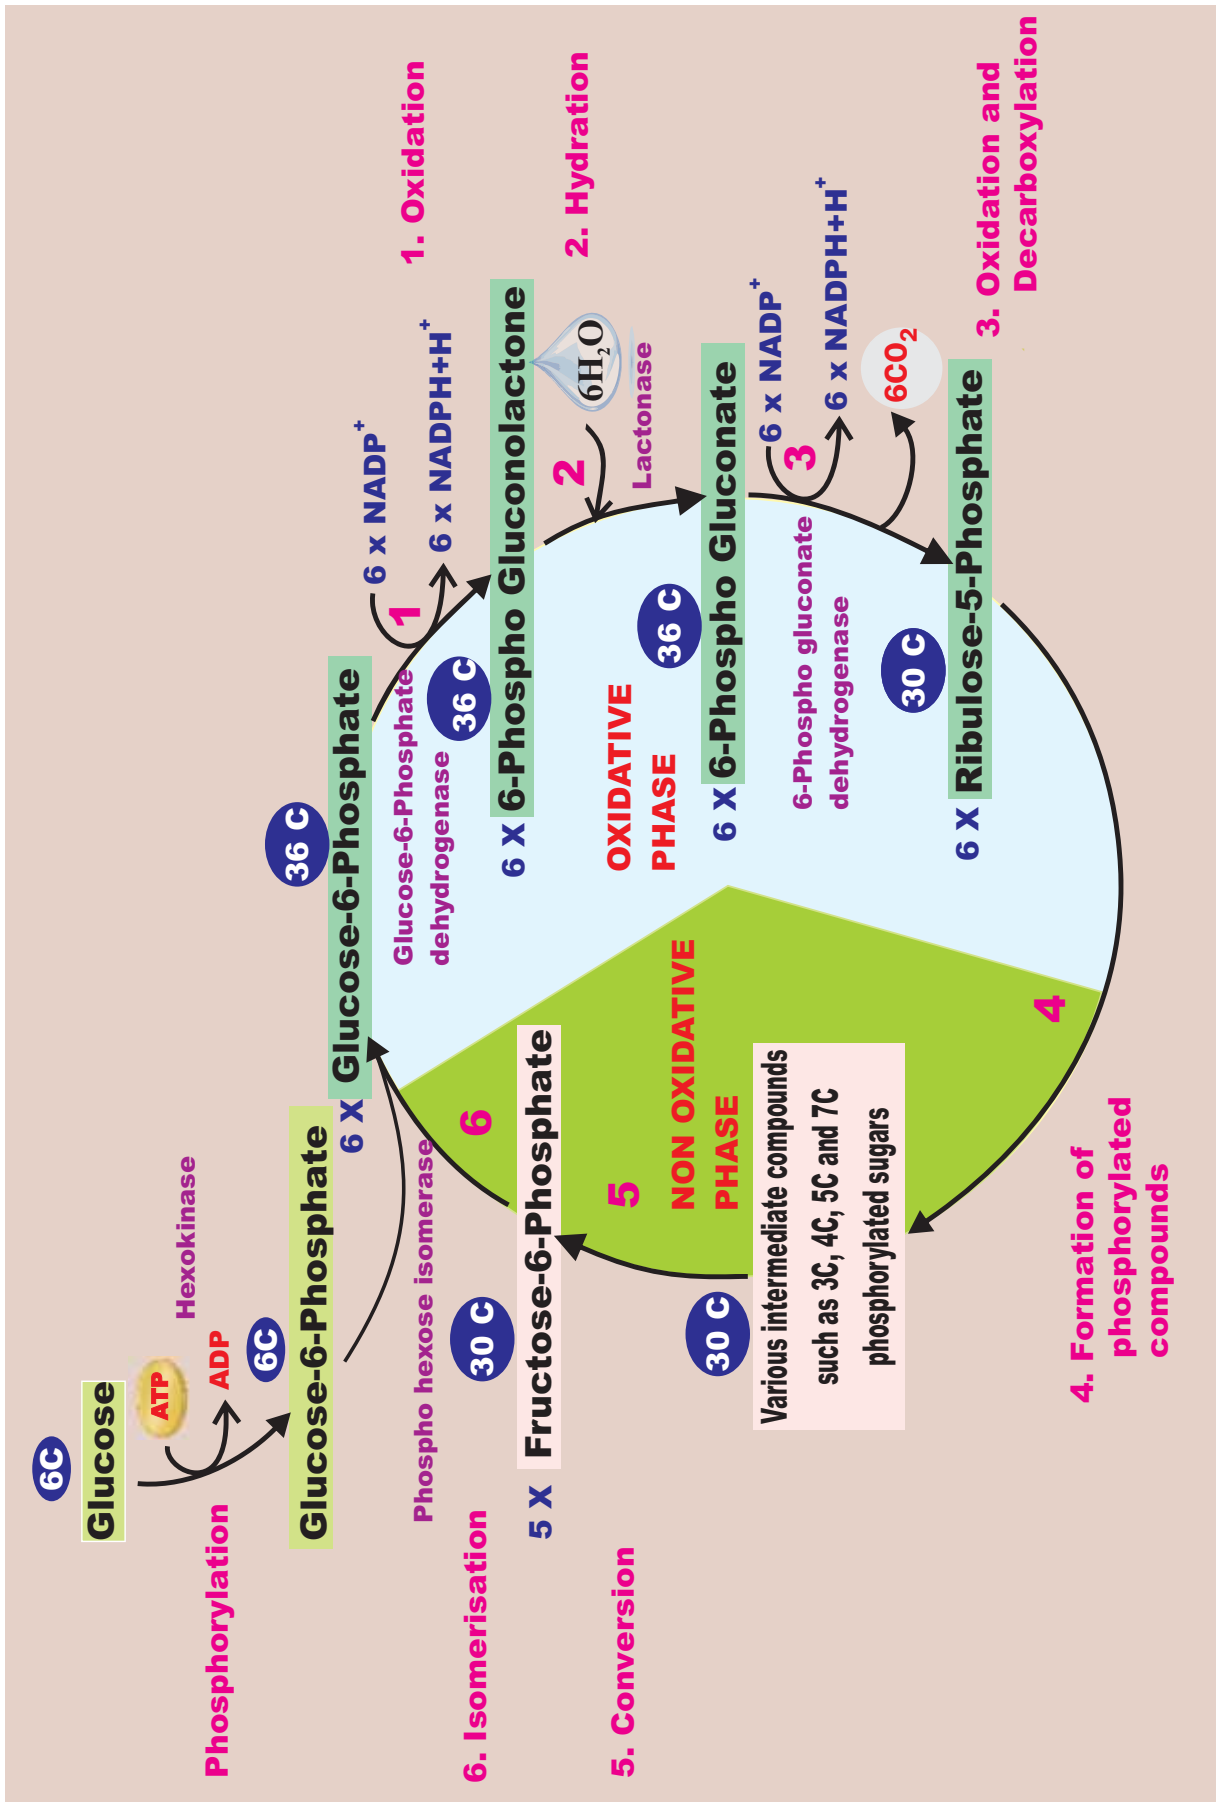 6C
Glucose
ATP
ADP
Hexokinase
Phosphorylation
6C
Glucose-6-Phosphate
36 C
6 X Glucose-6-Phosphate
6 x NADP+
1
6 x NADPH+H+
1. Oxidation
Glucose-6-Phosphate
dehydrogenase
36 C
6 X 6-Phospho Gluconolactone
6H2O
2
2. Hydration
Lactonase
36 C
6 X 6-Phospho Gluconate
6 x NADP+
3
6 x NADPH+H+
6CO2
6-Phospho gluconate
dehydrogenase
3. Oxidation and
Decarboxylation
30 C
6 X Ribulose-5-Phosphate
OXIDATIVE
PHASE
NON OXIDATIVE
PHASE
4
4. Formation of
phosphorylated
compounds
30 C
Various intermediate compounds
such as 3C, 4C, 5C and 7C
phosphorylated sugars
5
5. Conversion
30 C
5 X Fructose-6-Phosphate
6
6. Isomerisation
Phospho hexose isomerase